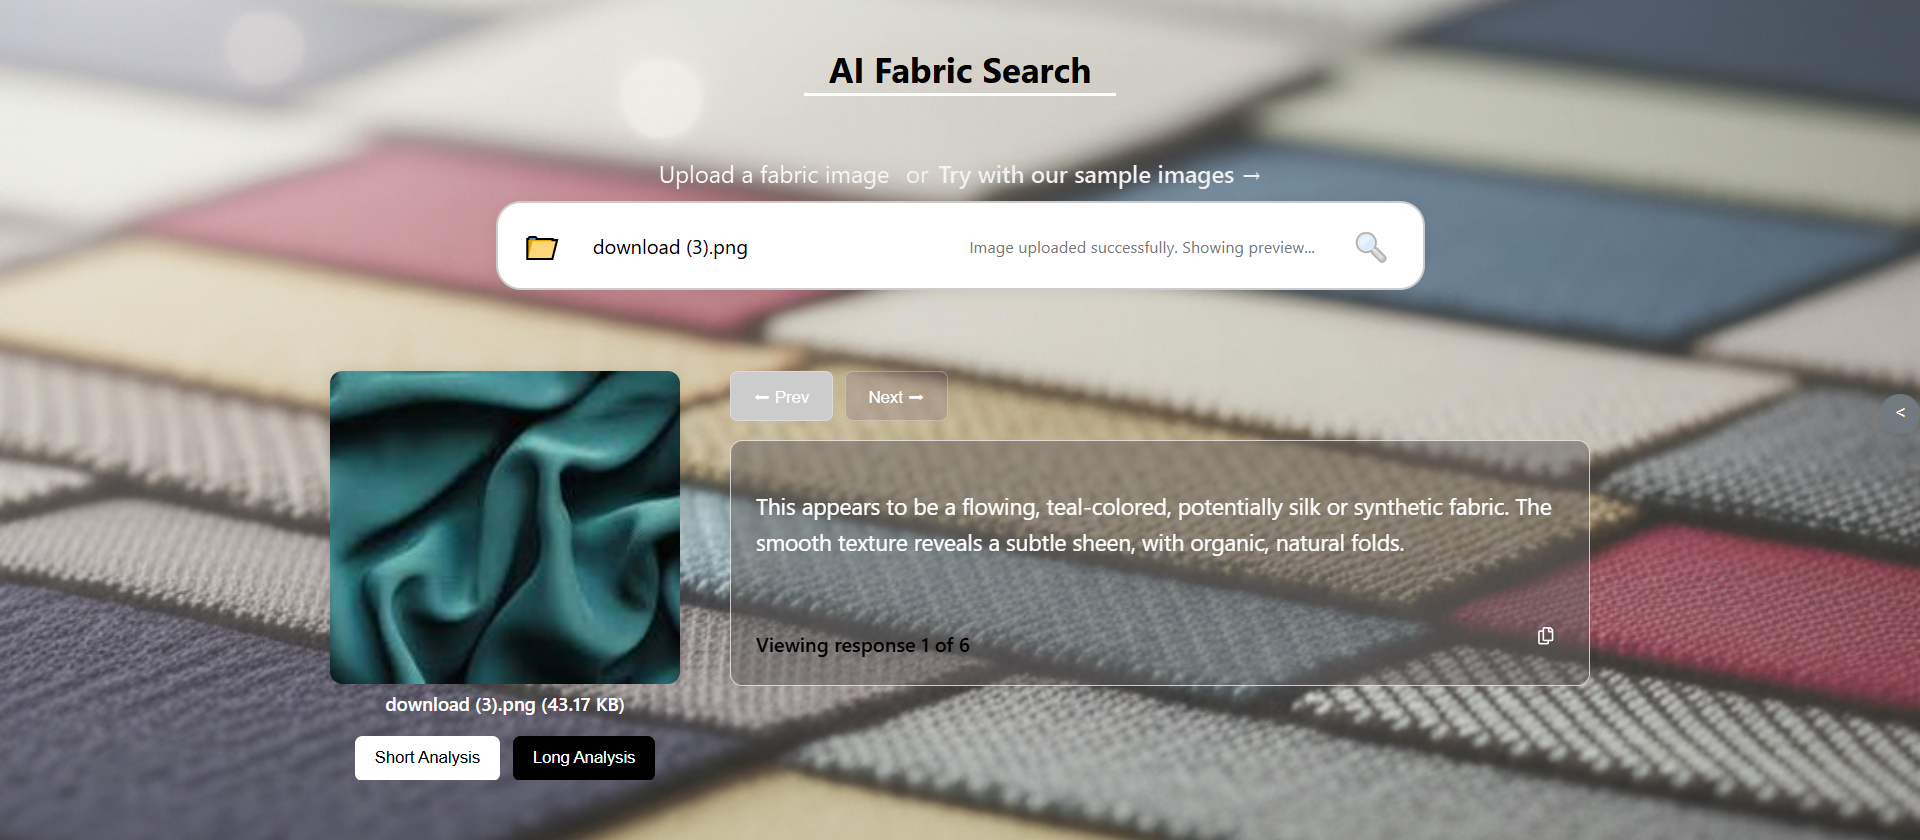 AI Fabric Search
Upload a fabric image or Try with our sample images →
download (3).png
Image uploaded successfully. Showing preview...
← Prev
Next →
This appears to be a flowing, teal-colored, potentially silk or synthetic fabric. The
smooth texture reveals a subtle sheen, with organic, natural folds.
Viewing response 1 of 6
download (3).png (43.17 KB)
Short Analysis
Long Analysis
<